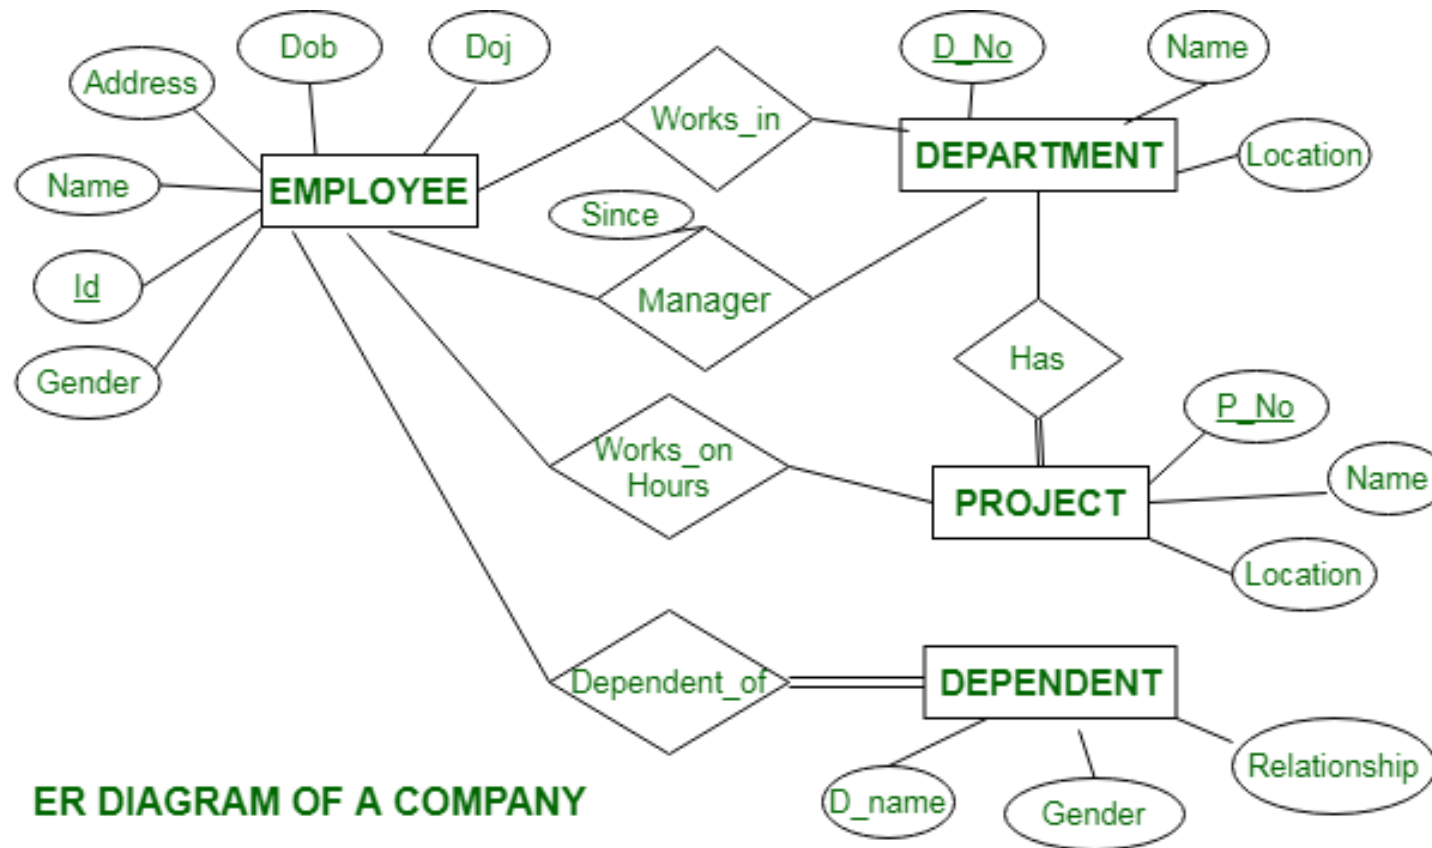 Dob
Doj
D_No
Name
Address
Works_in
DEPARTMENT
Location
Name
EMPLOYEE
Since
Id
Manager
Gender
Has
P_No
Works_on
Hours
Name
PROJECT
Location
Dependent_of
DEPENDENT
Relationship
D_name
Gender
ER DIAGRAM OF A COMPANY